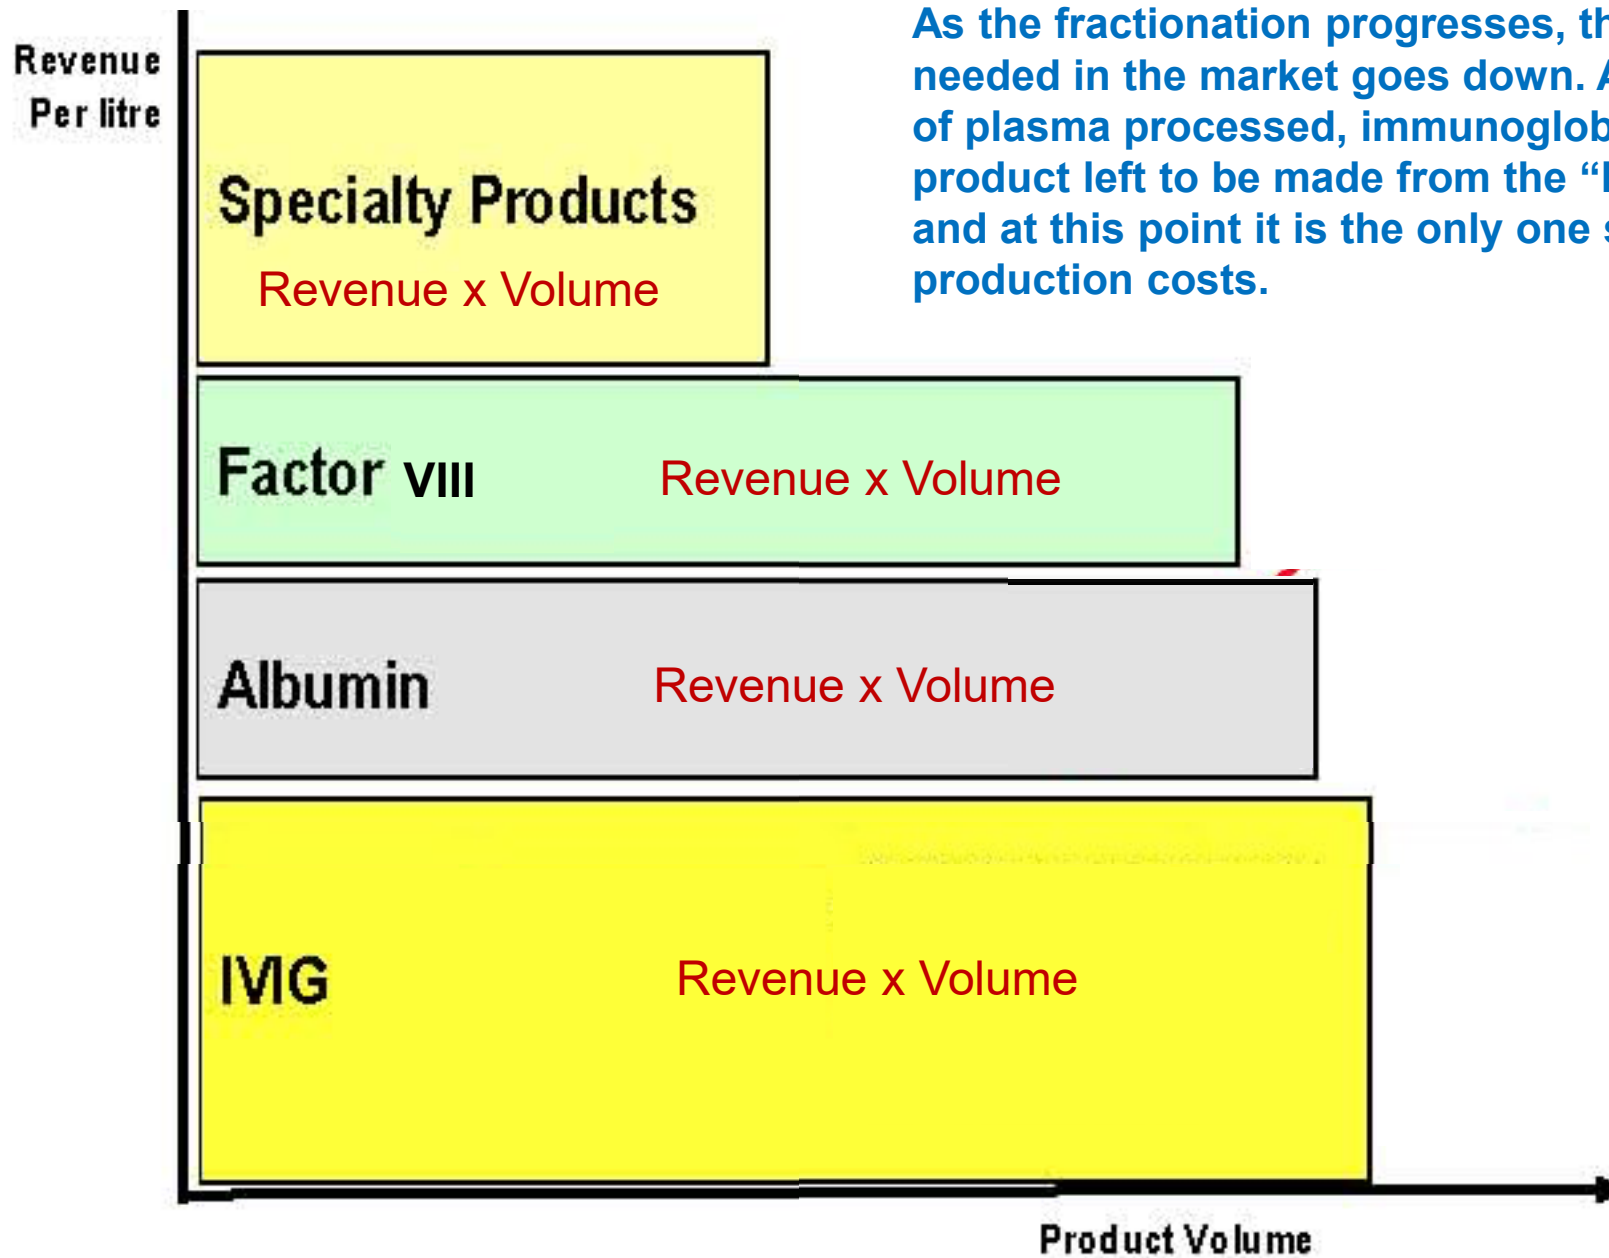 Revenue
Per litre
As the fractionation progresses, th
needed in the market goes down. A
of plasma processed, immunoglob
product left to be made from the “
and at this point it is the only one s
production costs.
Specialty Products
Revenue x Volume
Factor VIII
Revenue x Volume
Albumin
Revenue x Volume
IVIG
Revenue x Volume
Product Volume